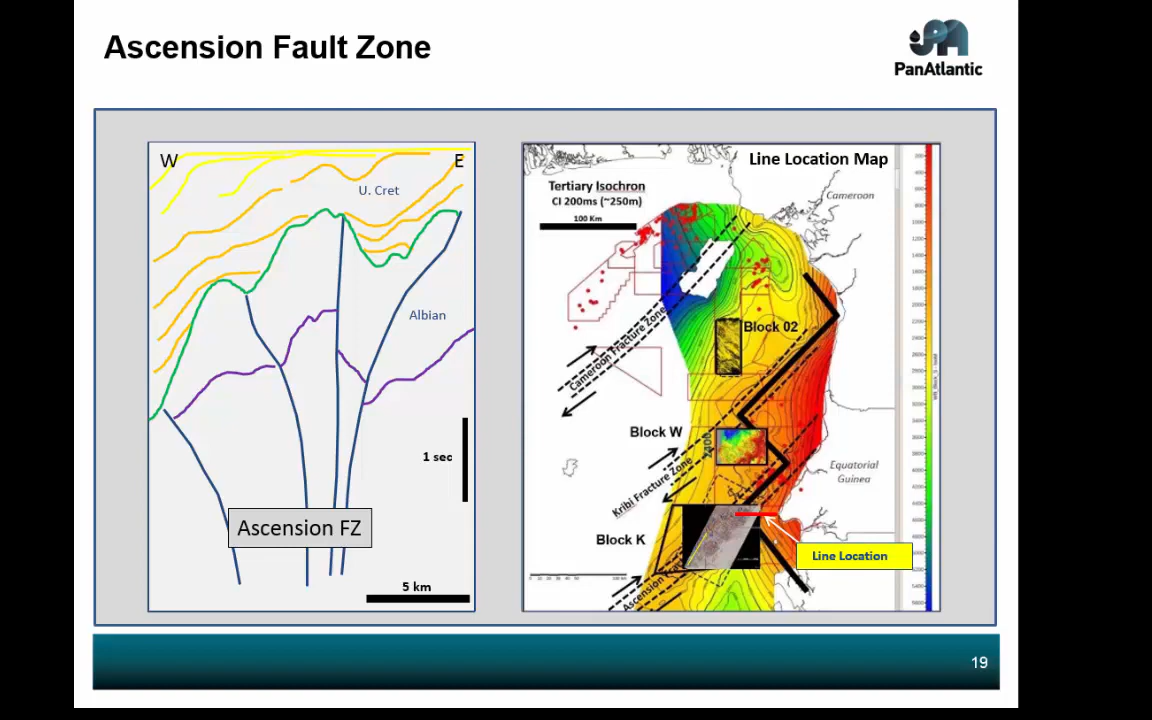 Ascension Fault Zone
PanAtlantic
W
E
U. Cret
Albian
1 sec
Ascension FZ
5 km
Line Location Map
Tertiary Isochron
CI 200ms (~250m)
100 Km
Cameroon
Cameroon Fracture Zone
Block 02
Block W
2400
Kribi Fracture Zone
Equatorial
Guinea
Block K
Line Location
Ascension
19